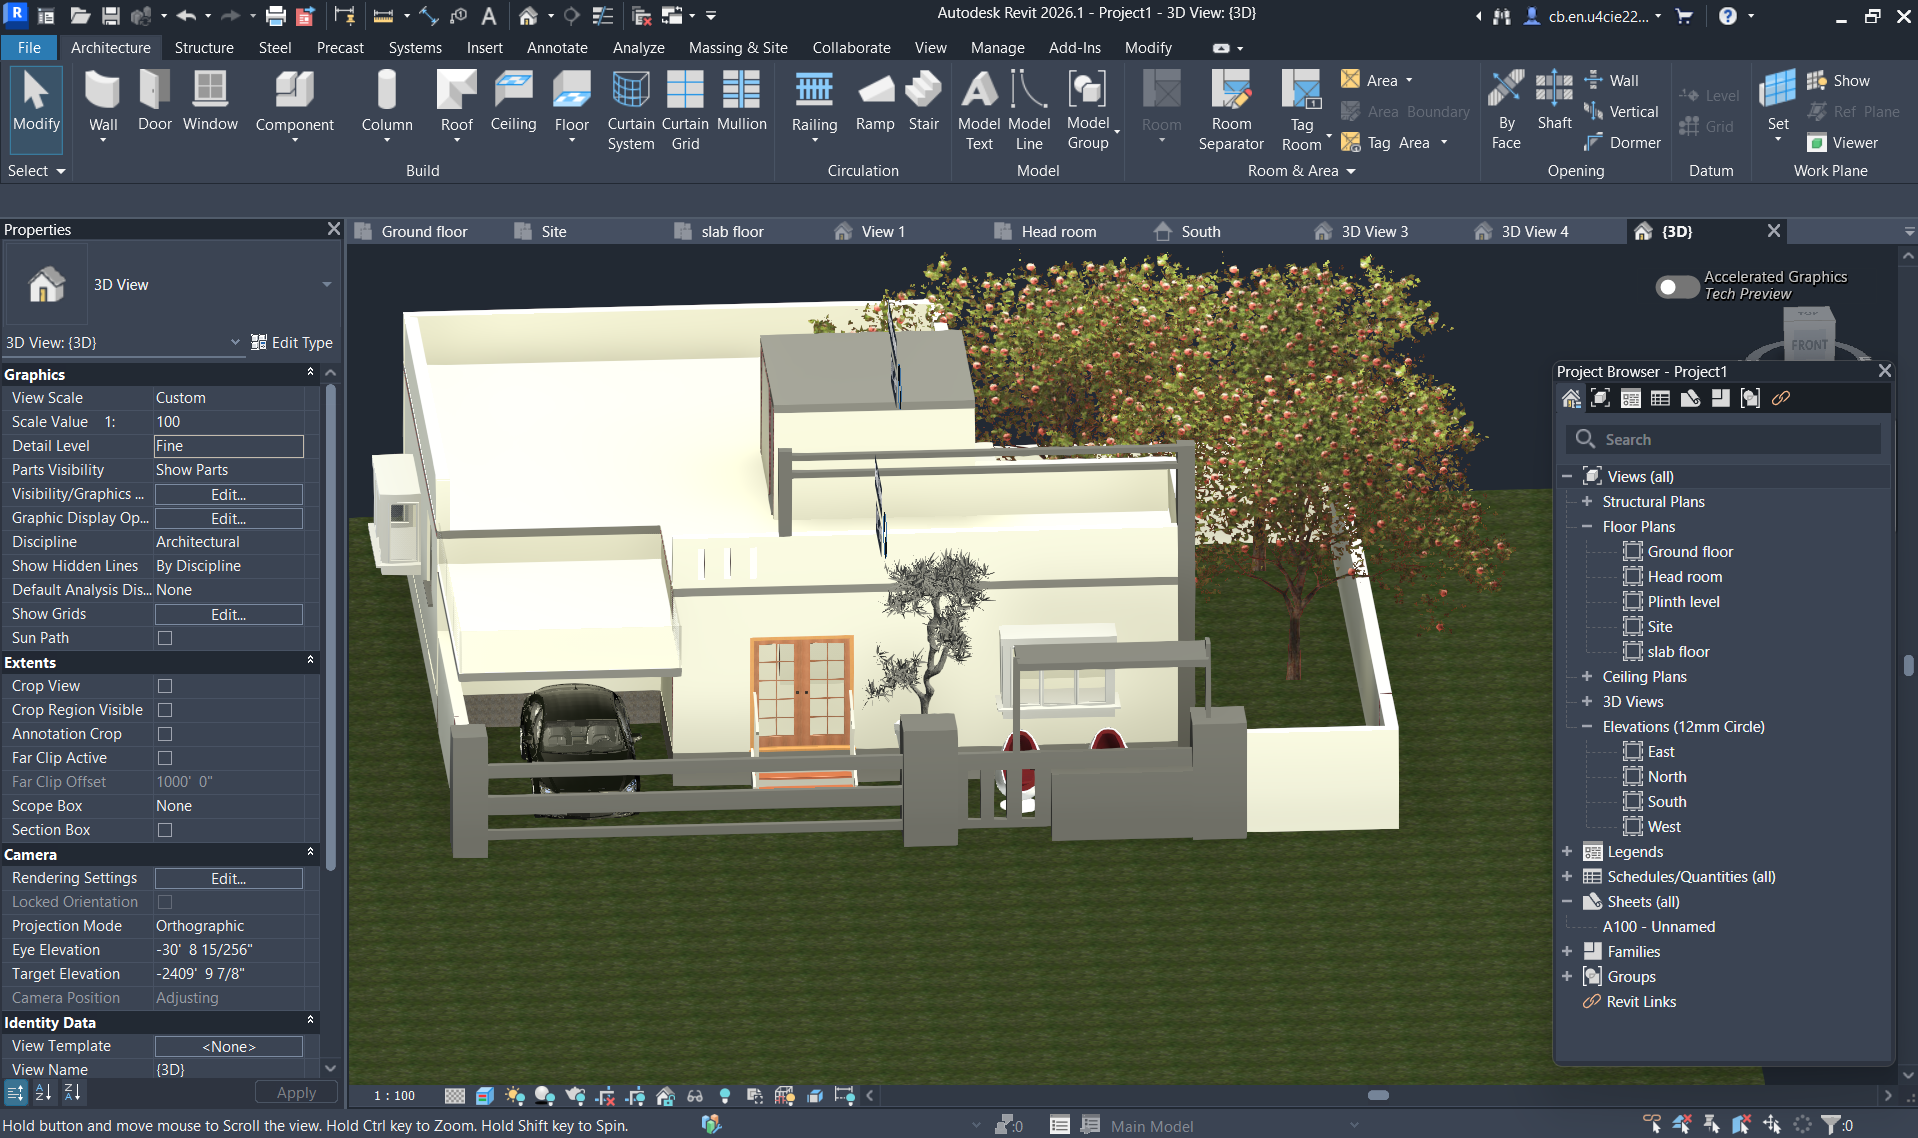 Autodesk Revit 2026.1 - Project1 - 3D View: {3D}
cb.en.u4cie22...
File Architecture Structure Steel Precast Systems Insert Annotate Analyze Massing & Site Collaborate View Manage Add-Ins Modify
Modify
Wall
Door
Window
Component
Column
Roof
Ceiling
Floor
Curtain System
Curtain Grid
Mullion
Railing
Ramp
Stair
Model Text
Model Line
Model Group
Room
Room Separator
Tag Room
Area
Area Boundary
Tag Area
By Face
Shaft
Wall
Vertical
Dormer
Level
Grid
Set
Show
Ref Plane
Viewer
Select
Build
Circulation
Model
Room & Area
Opening
Datum
Work Plane
Properties
Ground floor
Site
slab floor
View 1
Head room
South
3D View 3
3D View 4
{3D}
3D View
3D View: {3D}
Edit Type
Graphics
View Scale Custom
Scale Value 1: 100
Detail Level Fine
Parts Visibility Show Parts
Visibility/Graphics ... Edit...
Graphic Display Op... Edit...
Discipline Architectural
Show Hidden Lines By Discipline
Default Analysis Dis... None
Show Grids Edit...
Sun Path
Extents
Crop View
Crop Region Visible
Annotation Crop
Far Clip Active
Far Clip Offset 1000' 0"
Scope Box None
Section Box
Camera
Rendering Settings Edit...
Locked Orientation
Projection Mode Orthographic
Eye Elevation -30' 8 15/256"
Target Elevation -2409' 9 7/8"
Camera Position Adjusting
Identity Data
View Template <None>
View Name {3D}
Apply
Accelerated Graphics
Tech Preview
TOP
FRONT
Project Browser - Project1
Search
Views (all)
Structural Plans
Floor Plans
Ground floor
Head room
Plinth level
Site
slab floor
Ceiling Plans
3D Views
Elevations (12mm Circle)
East
North
South
West
Legends
Schedules/Quantities (all)
Sheets (all)
A100 - Unnamed
Families
Groups
Revit Links
1 : 100
Hold button and move mouse to Scroll the view. Hold Ctrl key to Zoom. Hold Shift key to Spin.
:0
Main Model
:0